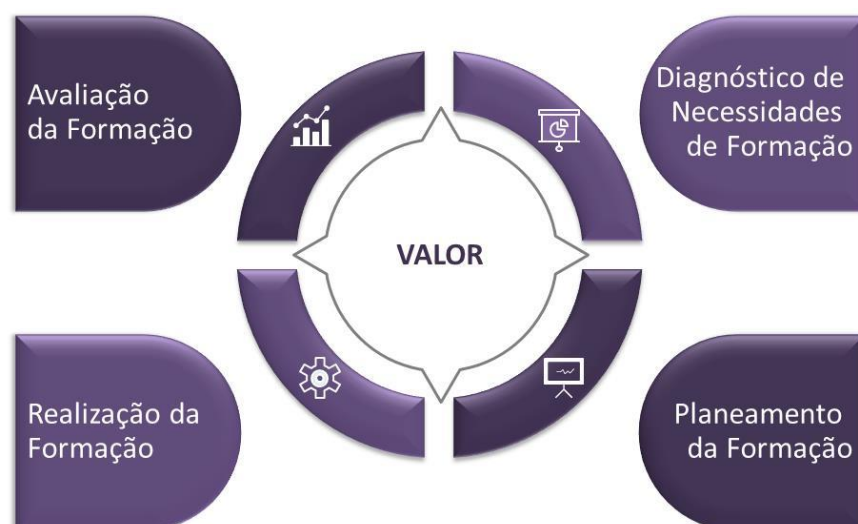 Avaliação
da Formação
Diagnóstico de
Necessidades
de Formação
VALOR
Realização da
Formação
Planeamento
da Formação